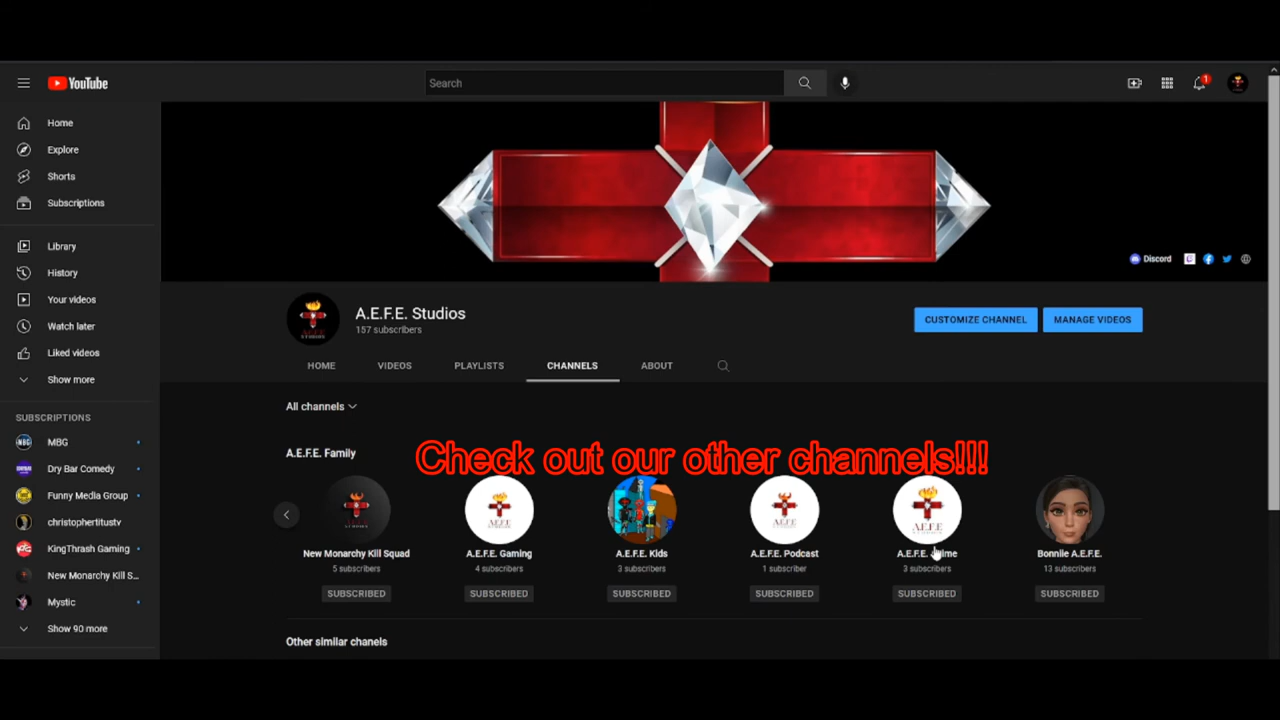 YouTube
Search
1
Home
Explore
Shorts
Subscriptions
Library
History
Your videos
Watch later
Liked videos
Show more
SUBSCRIPTIONS
MBG
Dry Bar Comedy
Funny Media Group
christophertitustv
KingThrash Gaming
New Monarchy Kill S...
Mystic
Show 90 more
Discord
A.E.F.E. Studios
157 subscribers
CUSTOMIZE CHANNEL
MANAGE VIDEOS
HOME
VIDEOS
PLAYLISTS
CHANNELS
ABOUT
All channels
A.E.F.E. Family
Check out our other channels!!!
New Monarchy Kill Squad
5 subscribers
SUBSCRIBED
A.E.F.E. Gaming
4 subscribers
SUBSCRIBED
A.E.F.E. Kids
3 subscribers
SUBSCRIBED
A.E.F.E. Podcast
1 subscriber
SUBSCRIBED
A.E.F.E.
3 subscribers
SUBSCRIBED
Bonniie A.E.F.E.
13 subscribers
SUBSCRIBED
Other similar chanels